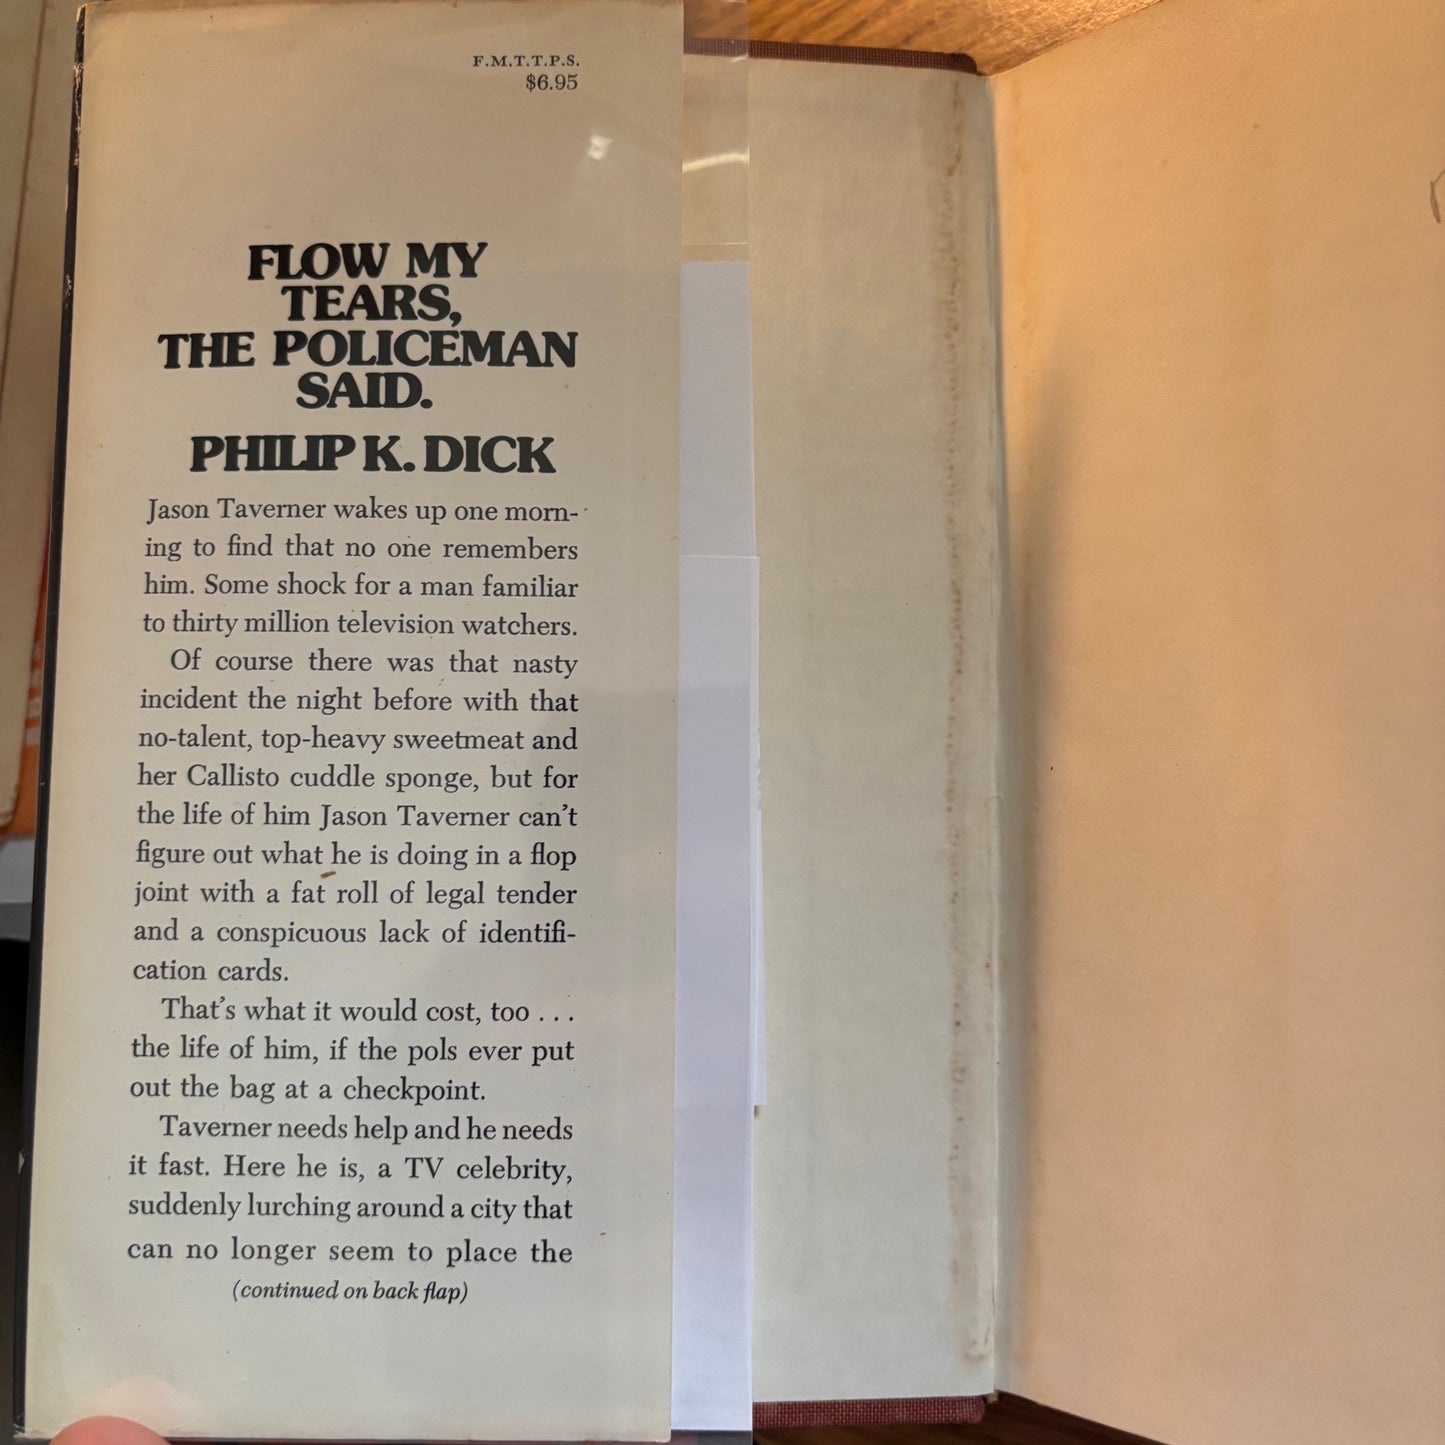 F.M.T.T.P.S.
$6.95
FLOW MY
TEARS,
THE POLICEMAN
SAID.
PHILIP K. DICK
Jason Taverner wakes up one morn-
ing to find that no one remembers
him. Some shock for a man familiar
to thirty million television watchers.
Of course there was that nasty
incident the night before with that
no-talent, top-heavy sweetmeat and
her Callisto cuddle sponge, but for
the life of him Jason Taverner can't
figure out what he is doing in a flop
joint with a fat roll of legal tender
and a conspicuous lack of identifi-
cation cards.
That's what it would cost, too . . .
the life of him, if the pols ever put
out the bag at a checkpoint.
Taverner needs help and he needs
it fast. Here he is, a TV celebrity,
suddenly lurching around a city that
can no longer seem to place the
(continued on back flap)